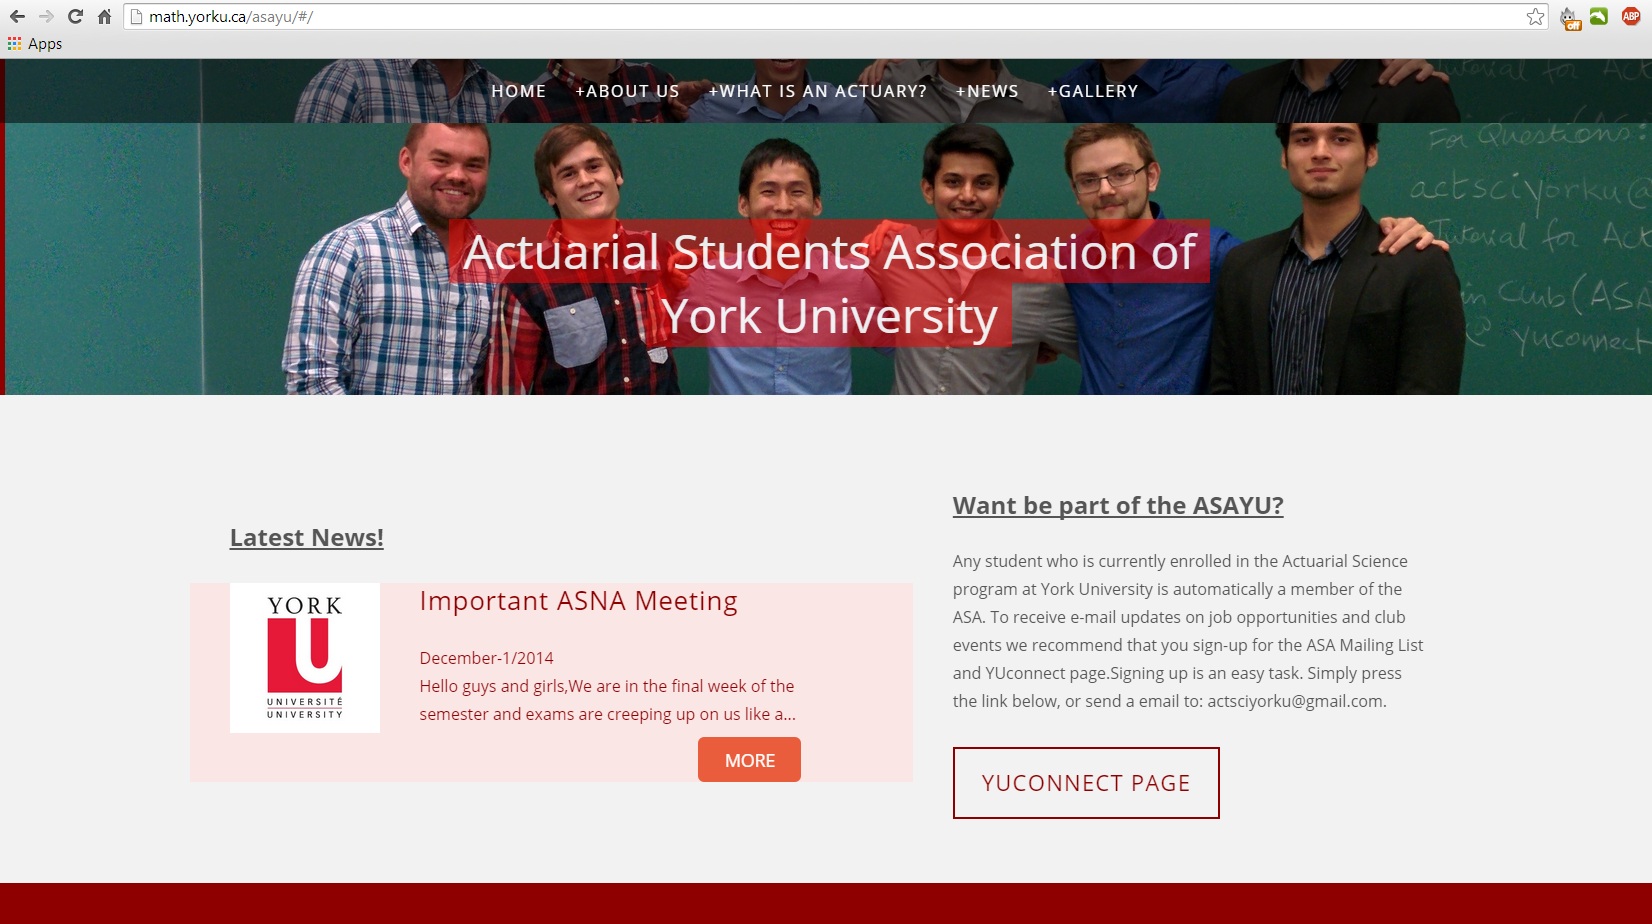 math.yorku.ca/asayu/#/
off
ABP
Apps
HOME +ABOUT US +WHAT IS AN ACTUARY? +NEWS +GALLERY
Tutorial for Act
For Questions:
actsciyorku@
Tutorial for Act
in Club(ASA
@ yuconnect
Actuarial Students Association of
York University
Latest News!
YORK
U
UNIVERSITÉ
UNIVERSITY
Important ASNA Meeting
December-1/2014
Hello guys and girls,We are in the final week of the
semester and exams are creeping up on us like a...
MORE
Want be part of the ASAYU?
Any student who is currently enrolled in the Actuarial Science
program at York University is automatically a member of the
ASA. To receive e-mail updates on job opportunities and club
events we recommend that you sign-up for the ASA Mailing List
and YUconnect page.Signing up is an easy task. Simply press
the link below, or send a email to: actsciyorku@gmail.com.
YUCONNECT PAGE